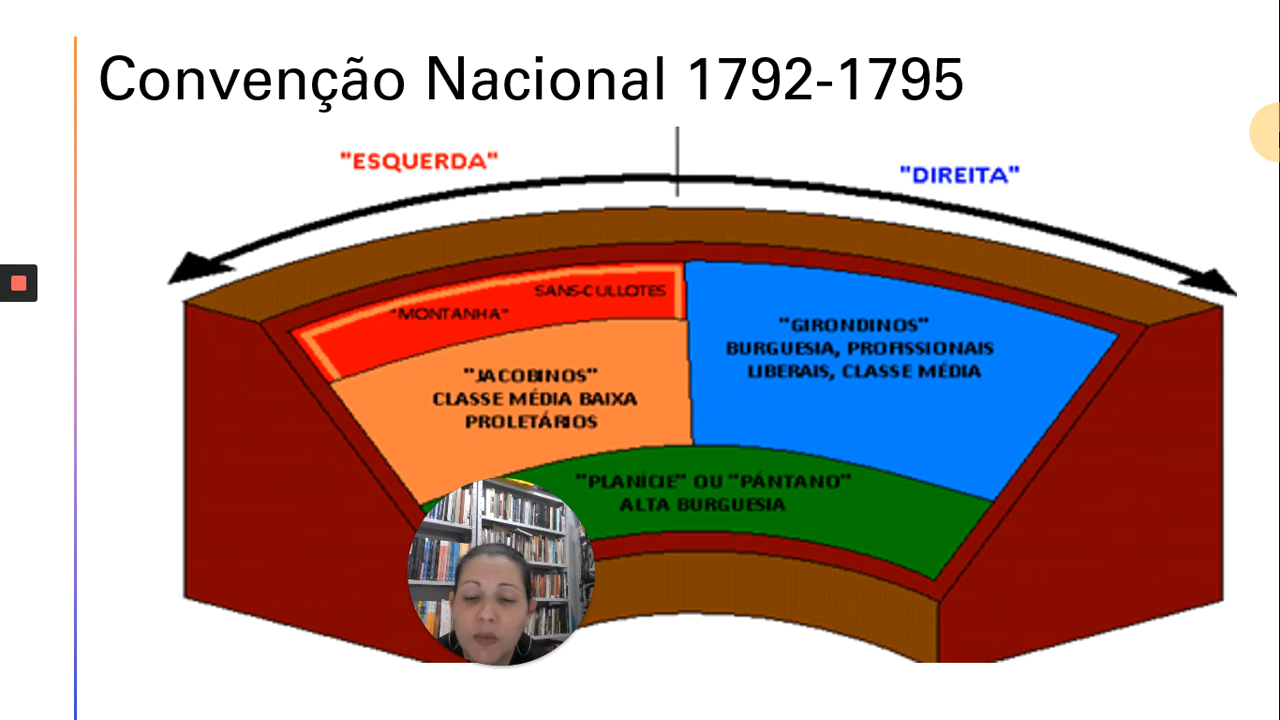 Convenção Nacional 1792-1795
"ESQUERDA"
"DIREITA"
SANS-CULLOTES
"MONTANHA"
"JACOBINOS"
CLASSE MÉDIA BAIXA
PROLETÁRIOS
"GIRONDINOS"
BURGUESIA, PROFISSIONAIS
LIBERAIS, CLASSE MÉDIA
"PLANÍCIE" OU "PÁNTANO"
ALTA BURGUESIA